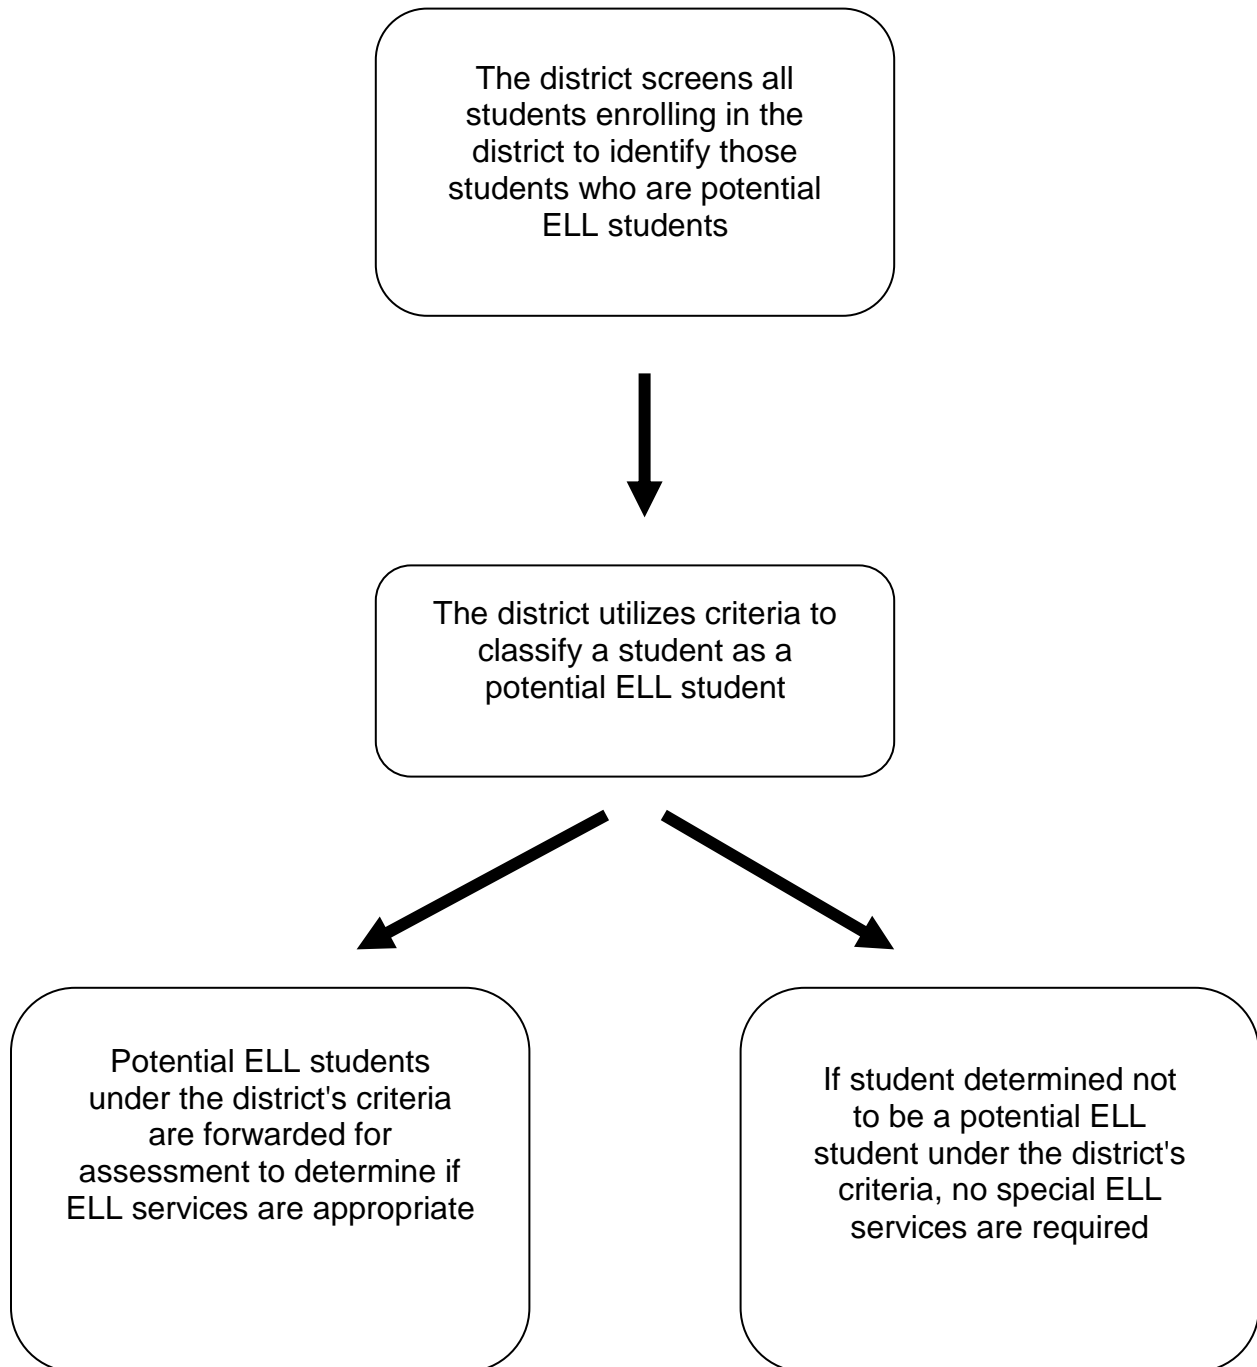 The district screens all
students enrolling in the
district to identify those
students who are potential
ELL students
The district utilizes criteria to
classify a student as a
potential ELL student
Potential ELL students
under the district's criteria
are forwarded for
assessment to determine if
ELL services are appropriate
If student determined not
to be a potential ELL
student under the district's
criteria, no special ELL
services are required